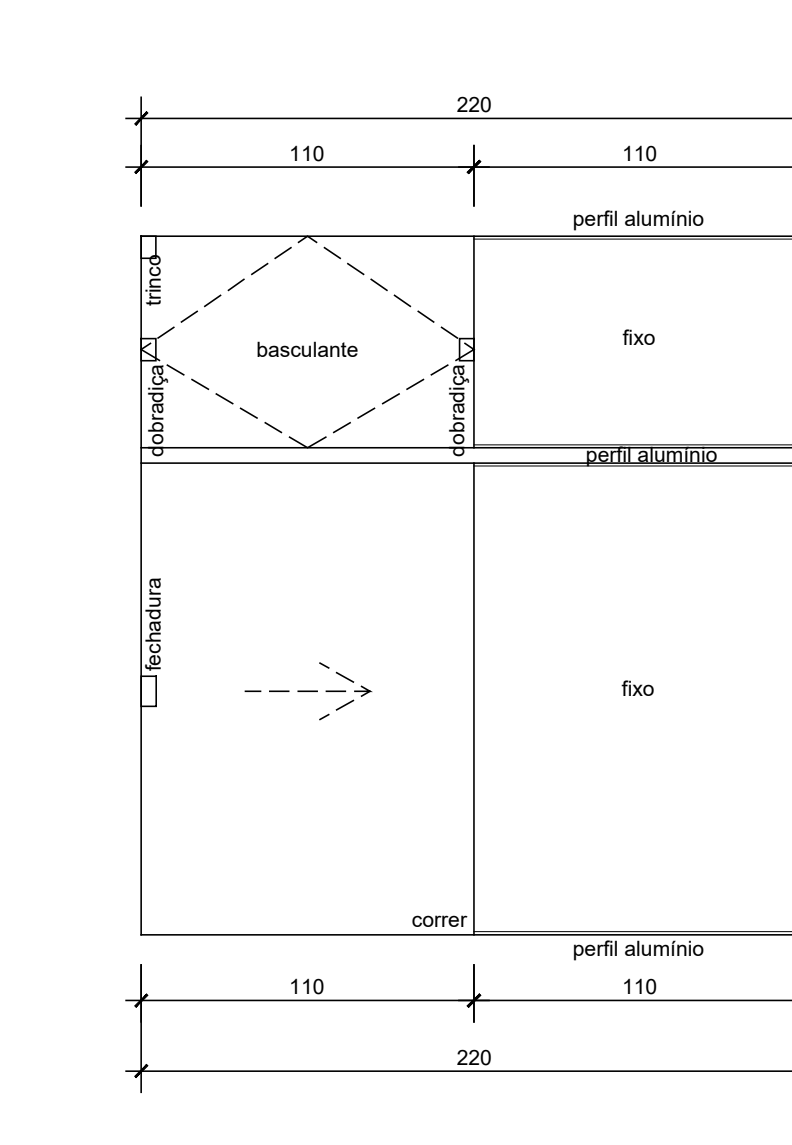 220
110
110
perfil alumínio
trinco
fixo
basculante
dobradiça
dobradiça
perfil alumínio
fechadura
fixo
correr
perfil alumínio
110
110
220